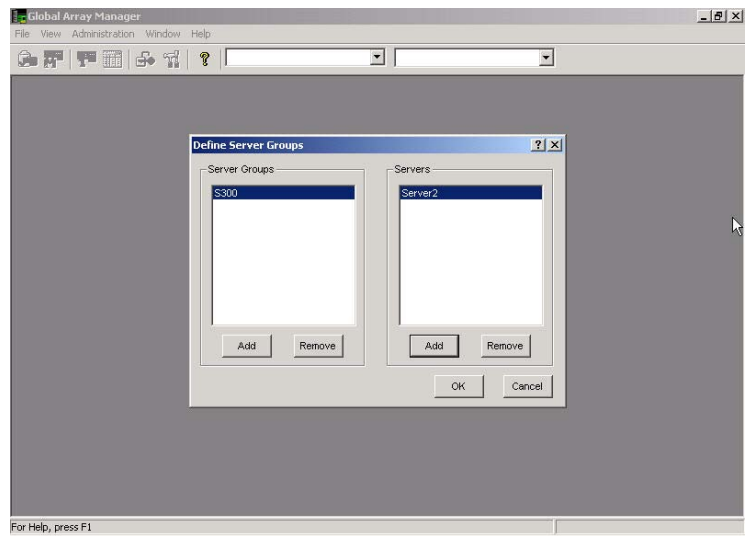 Global Array Manager
File View Administration Window Help
Define Server Groups
Server Groups
Servers
S300
Server2
Add
Remove
Add
Remove
OK
Cancel
For Help, press F1